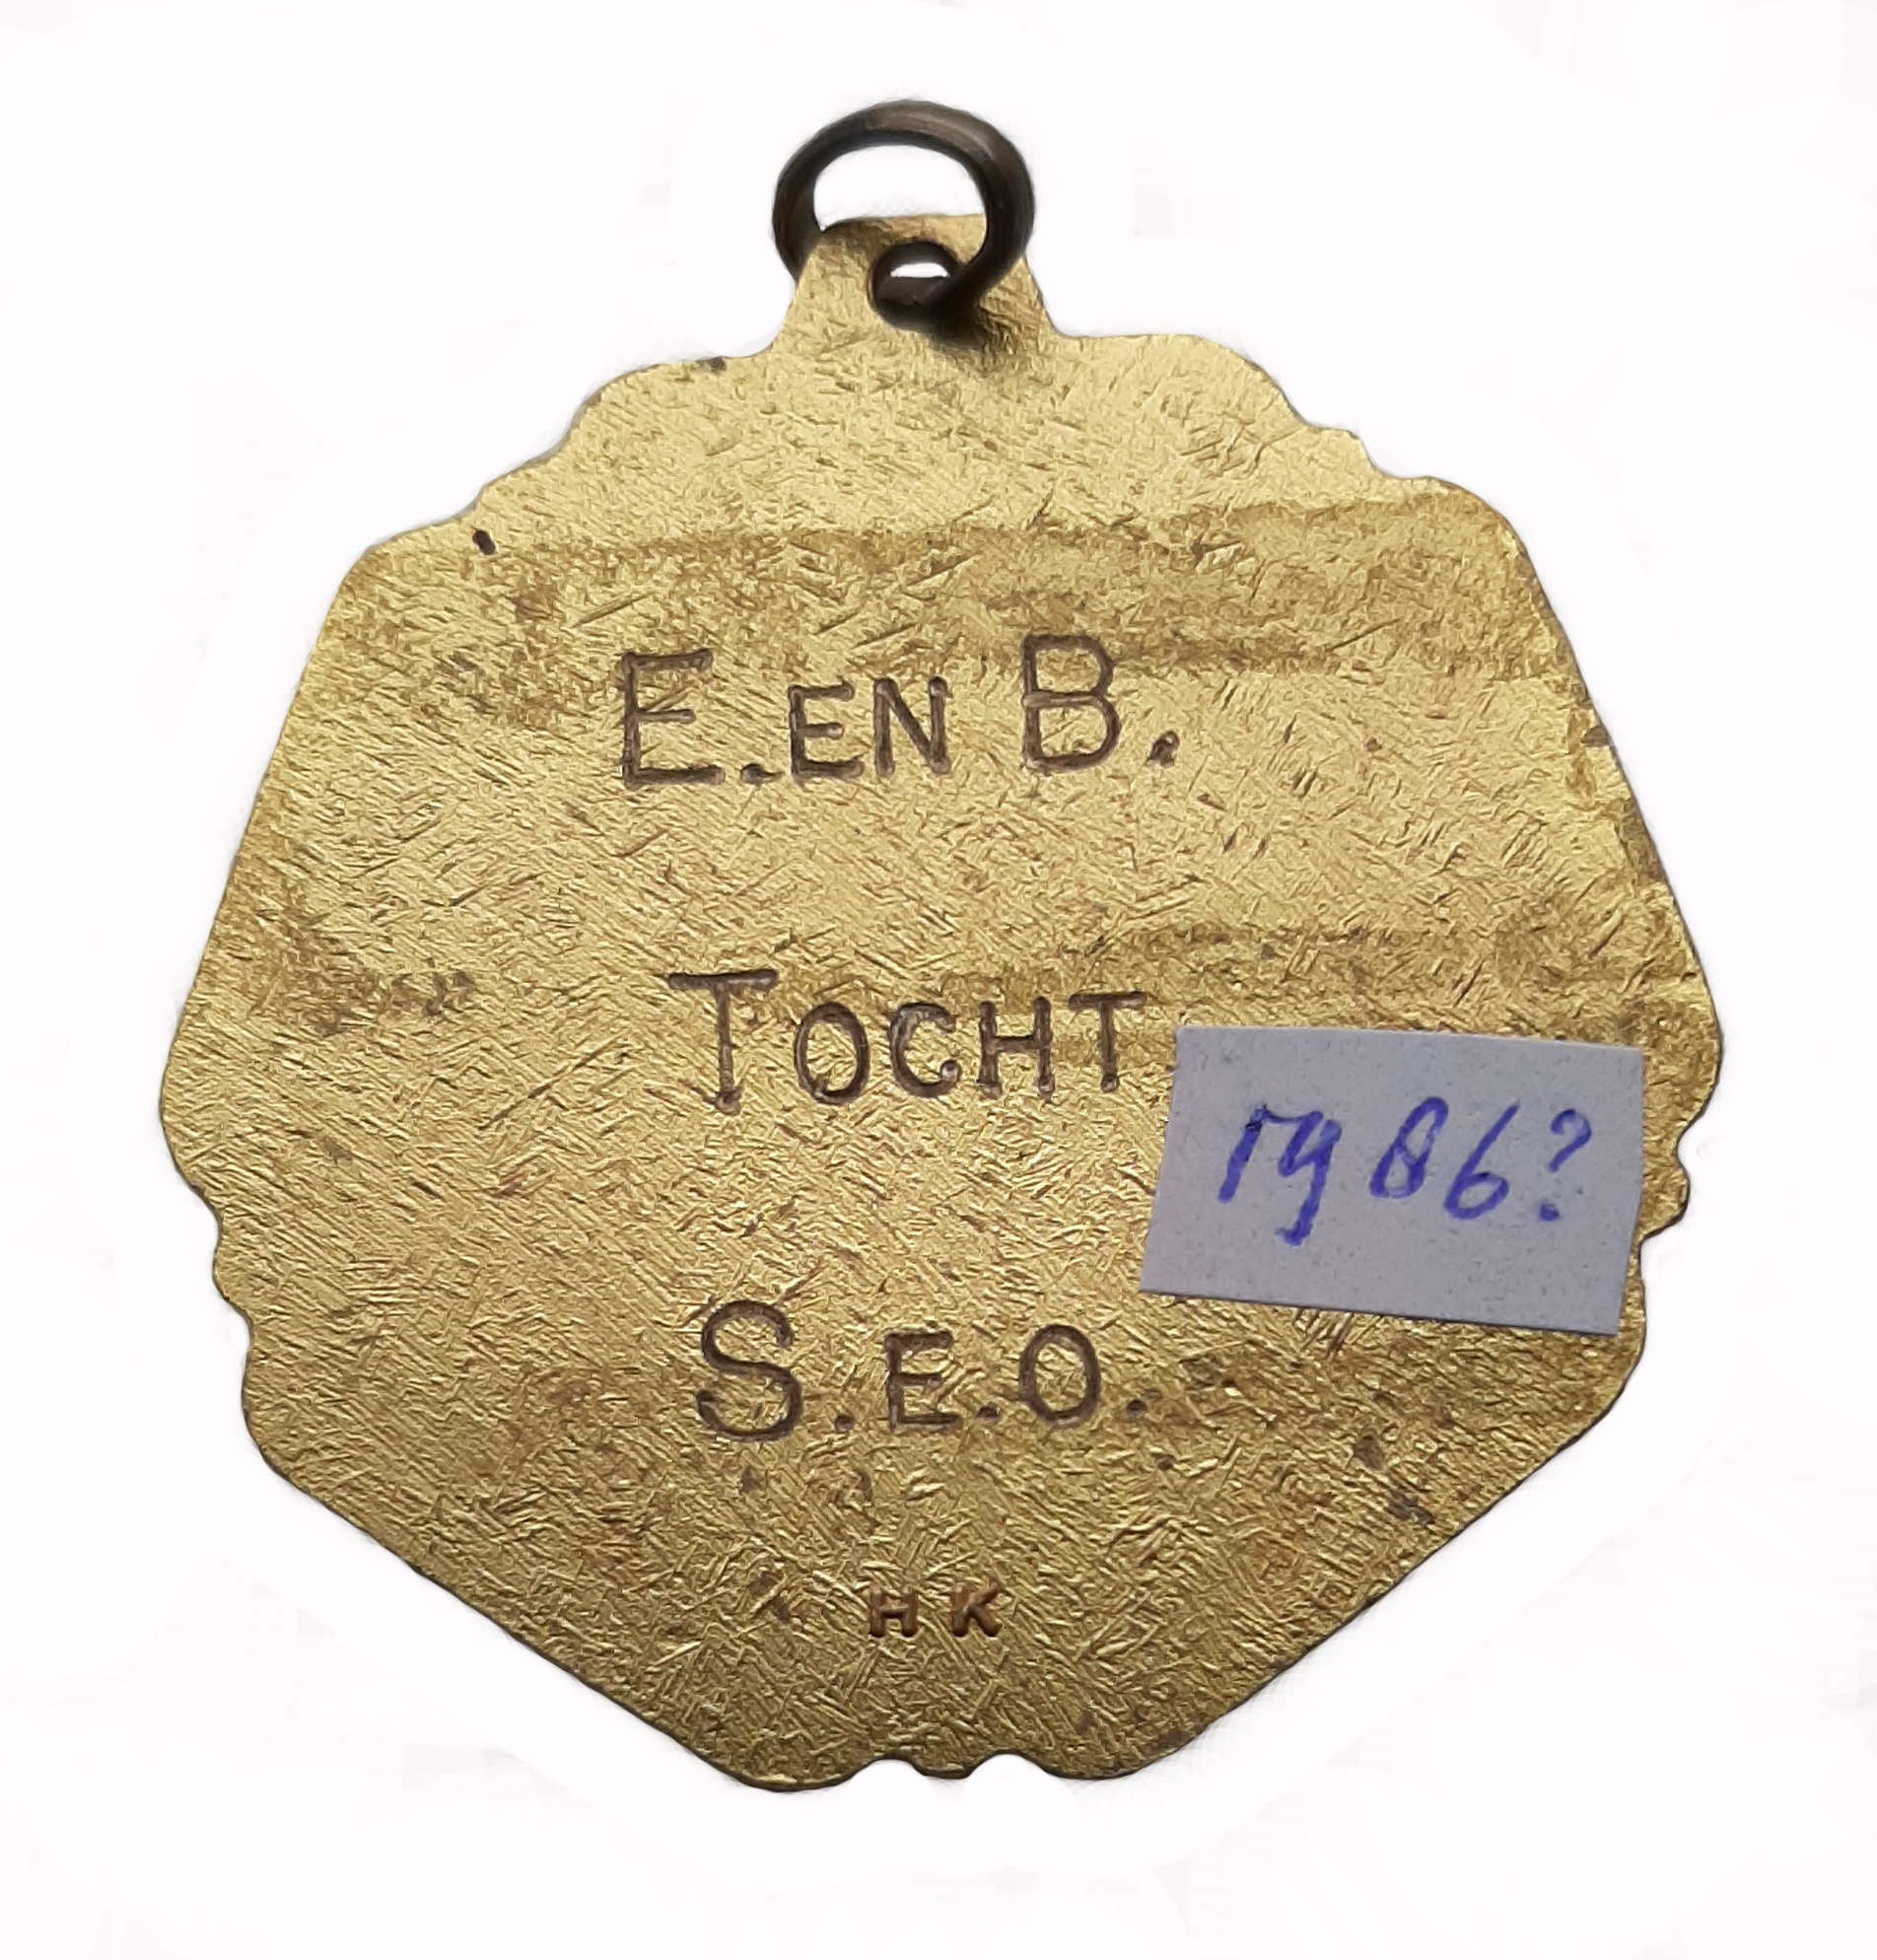 E. EN B.
TOCHT
1986?
S.E.O.
HK